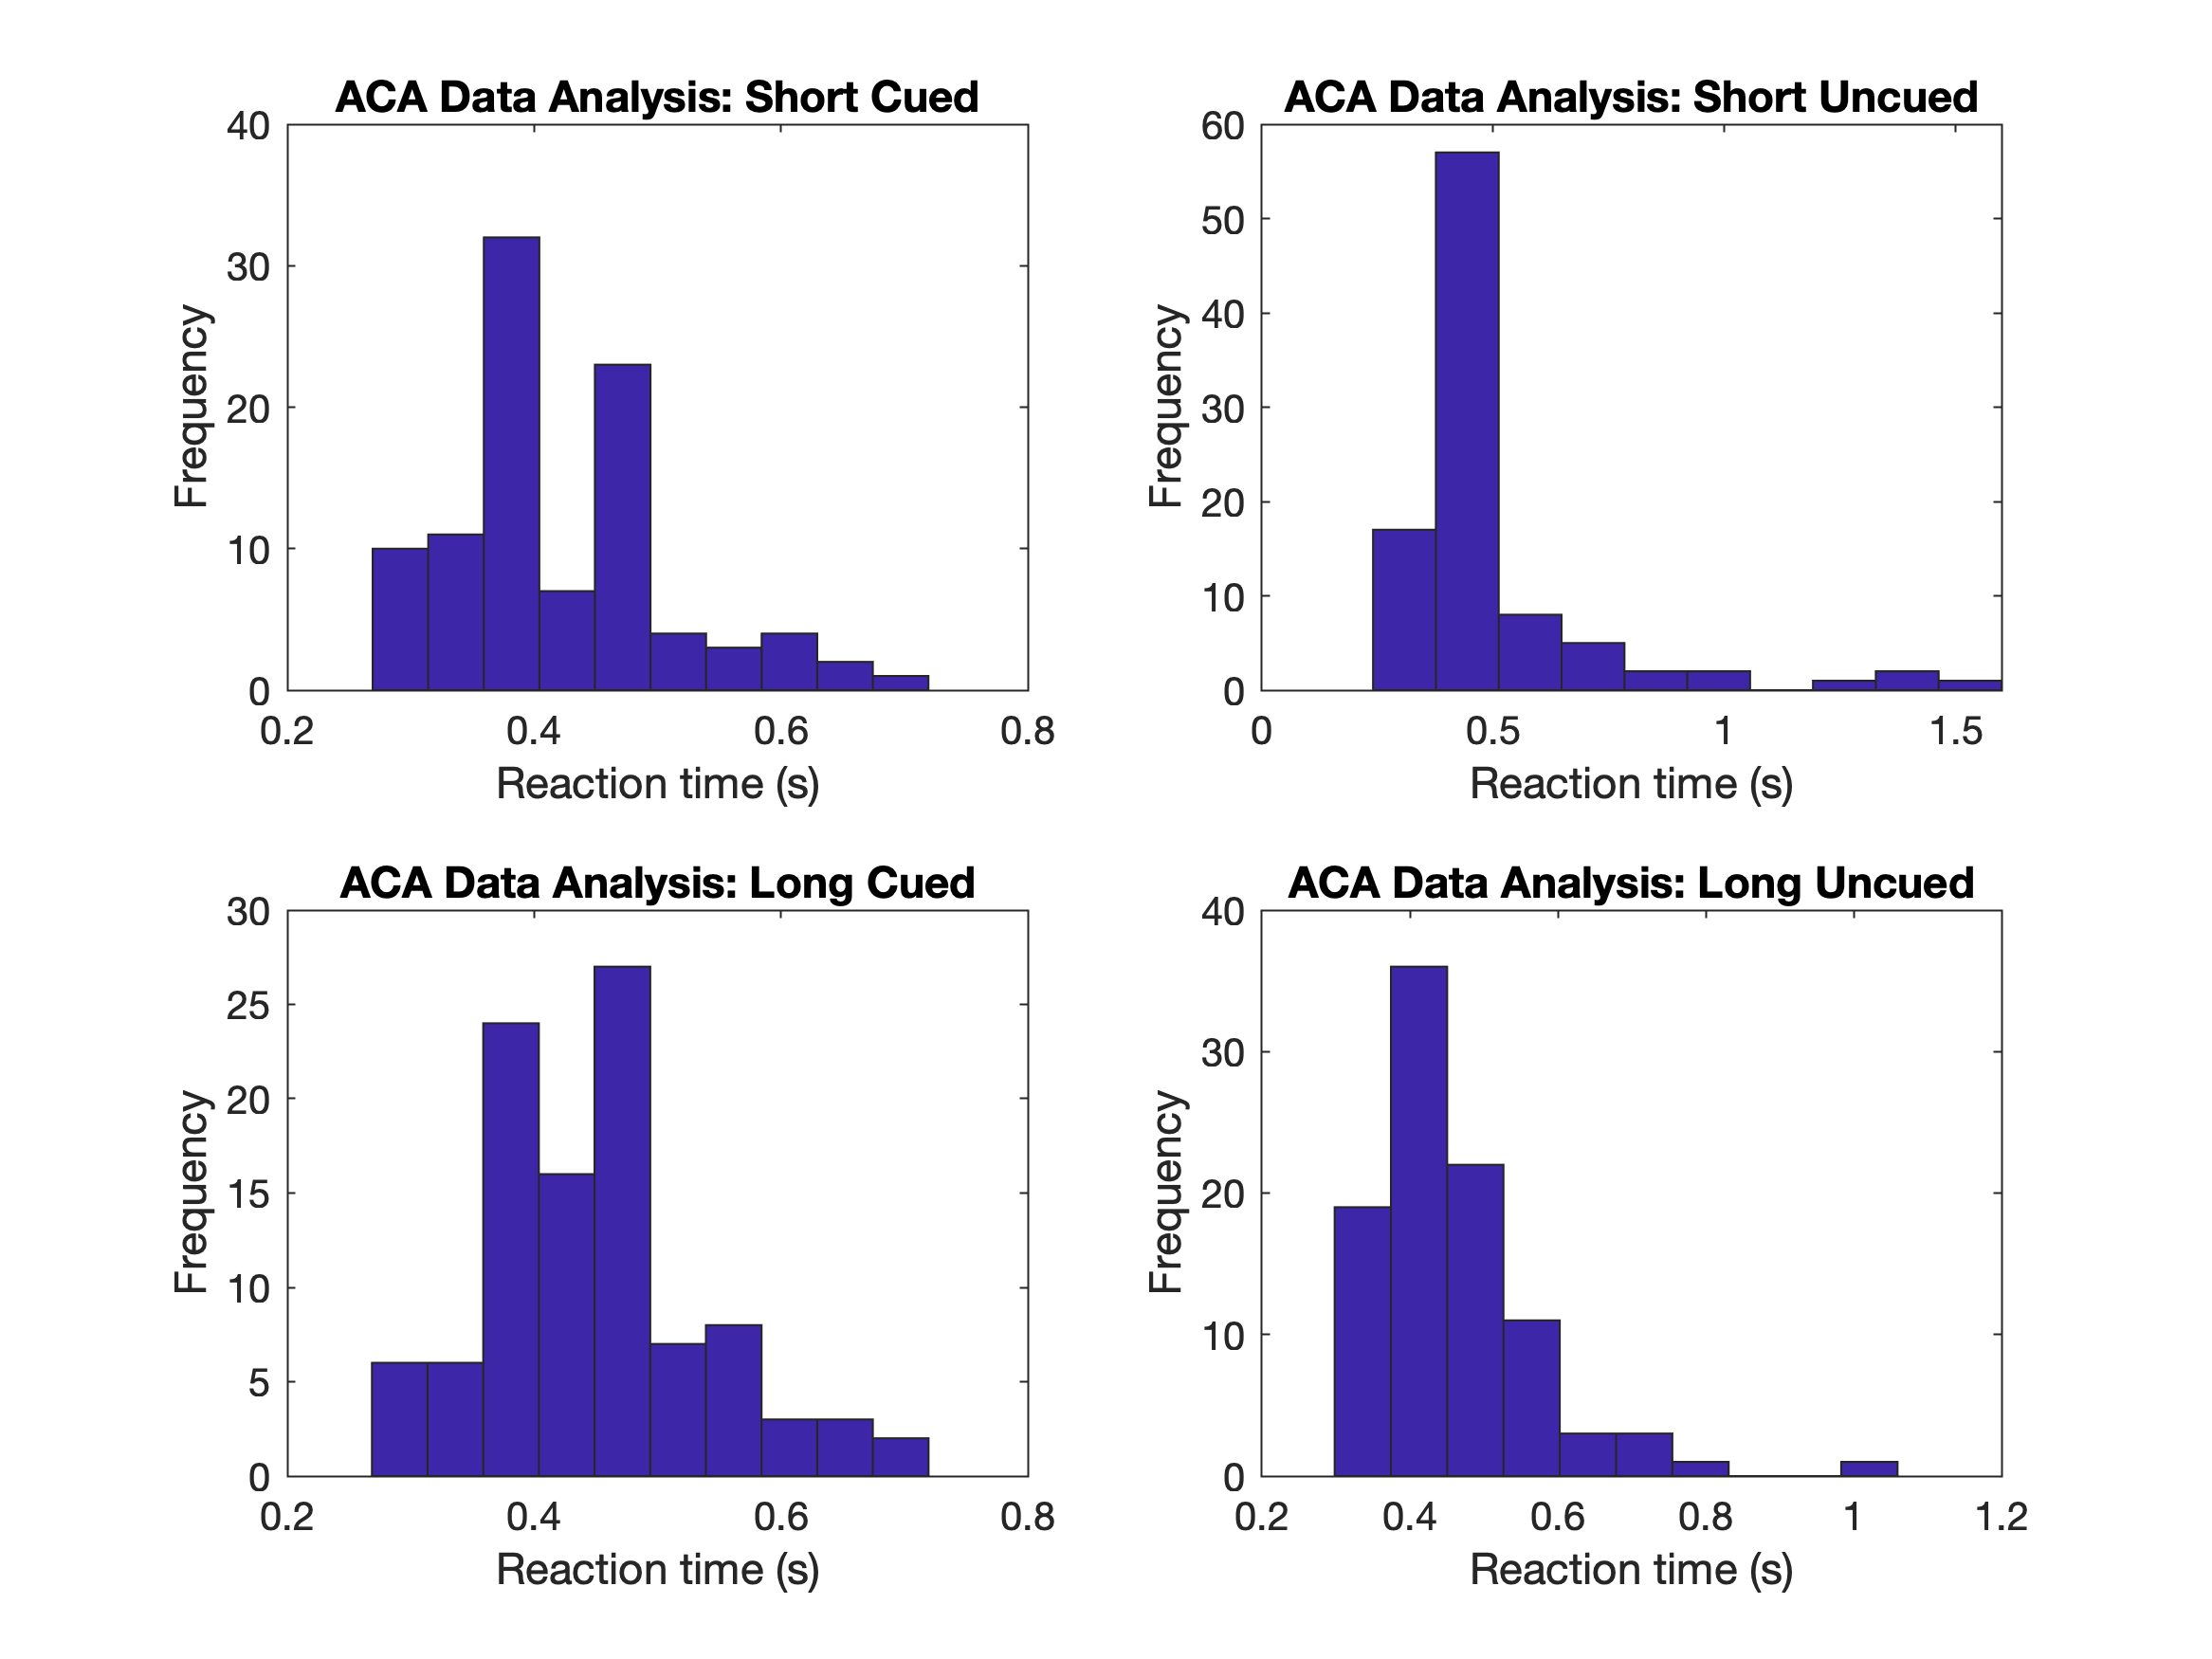 ACA Data Analysis: Short Cued
40
30
20
10
0
Frequency
0.2 0.4 0.6 0.8
Reaction time (s)
ACA Data Analysis: Short Uncued
60
50
40
30
20
10
0
Frequency
0 0.5 1 1.5
Reaction time (s)
ACA Data Analysis: Long Cued
30
25
20
15
10
5
0
Frequency
0.2 0.4 0.6 0.8
Reaction time (s)
ACA Data Analysis: Long Uncued
40
30
20
10
0
Frequency
0.2 0.4 0.6 0.8 1 1.2
Reaction time (s)